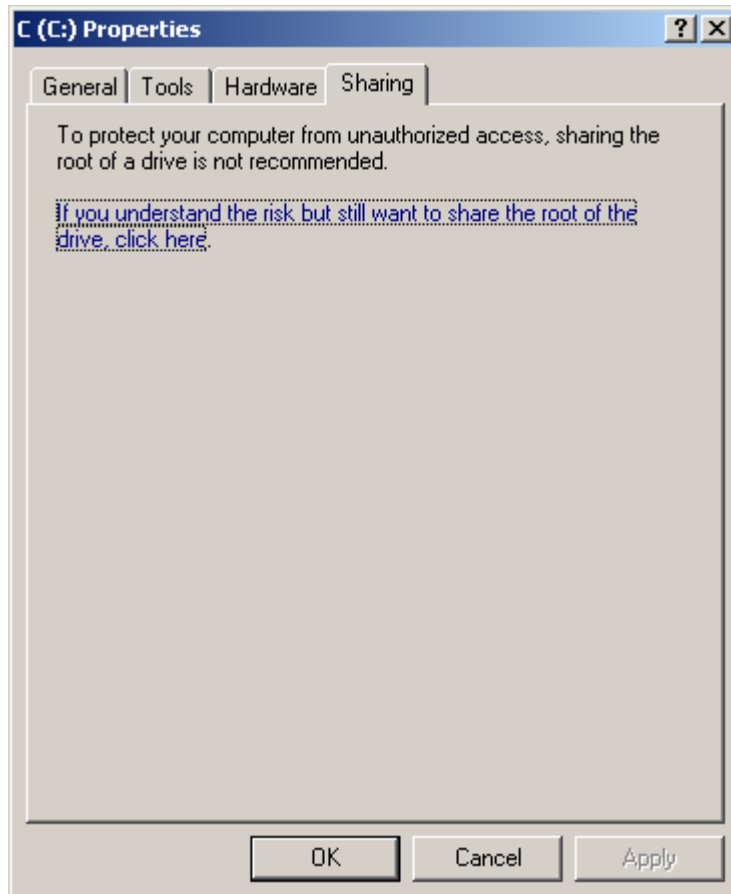 C (C:) Properties
General Tools Hardware Sharing
To protect your computer from unauthorized access, sharing the
root of a drive is not recommended.
If you understand the risk but still want to share the root of the
drive, click here.
OK Cancel Apply